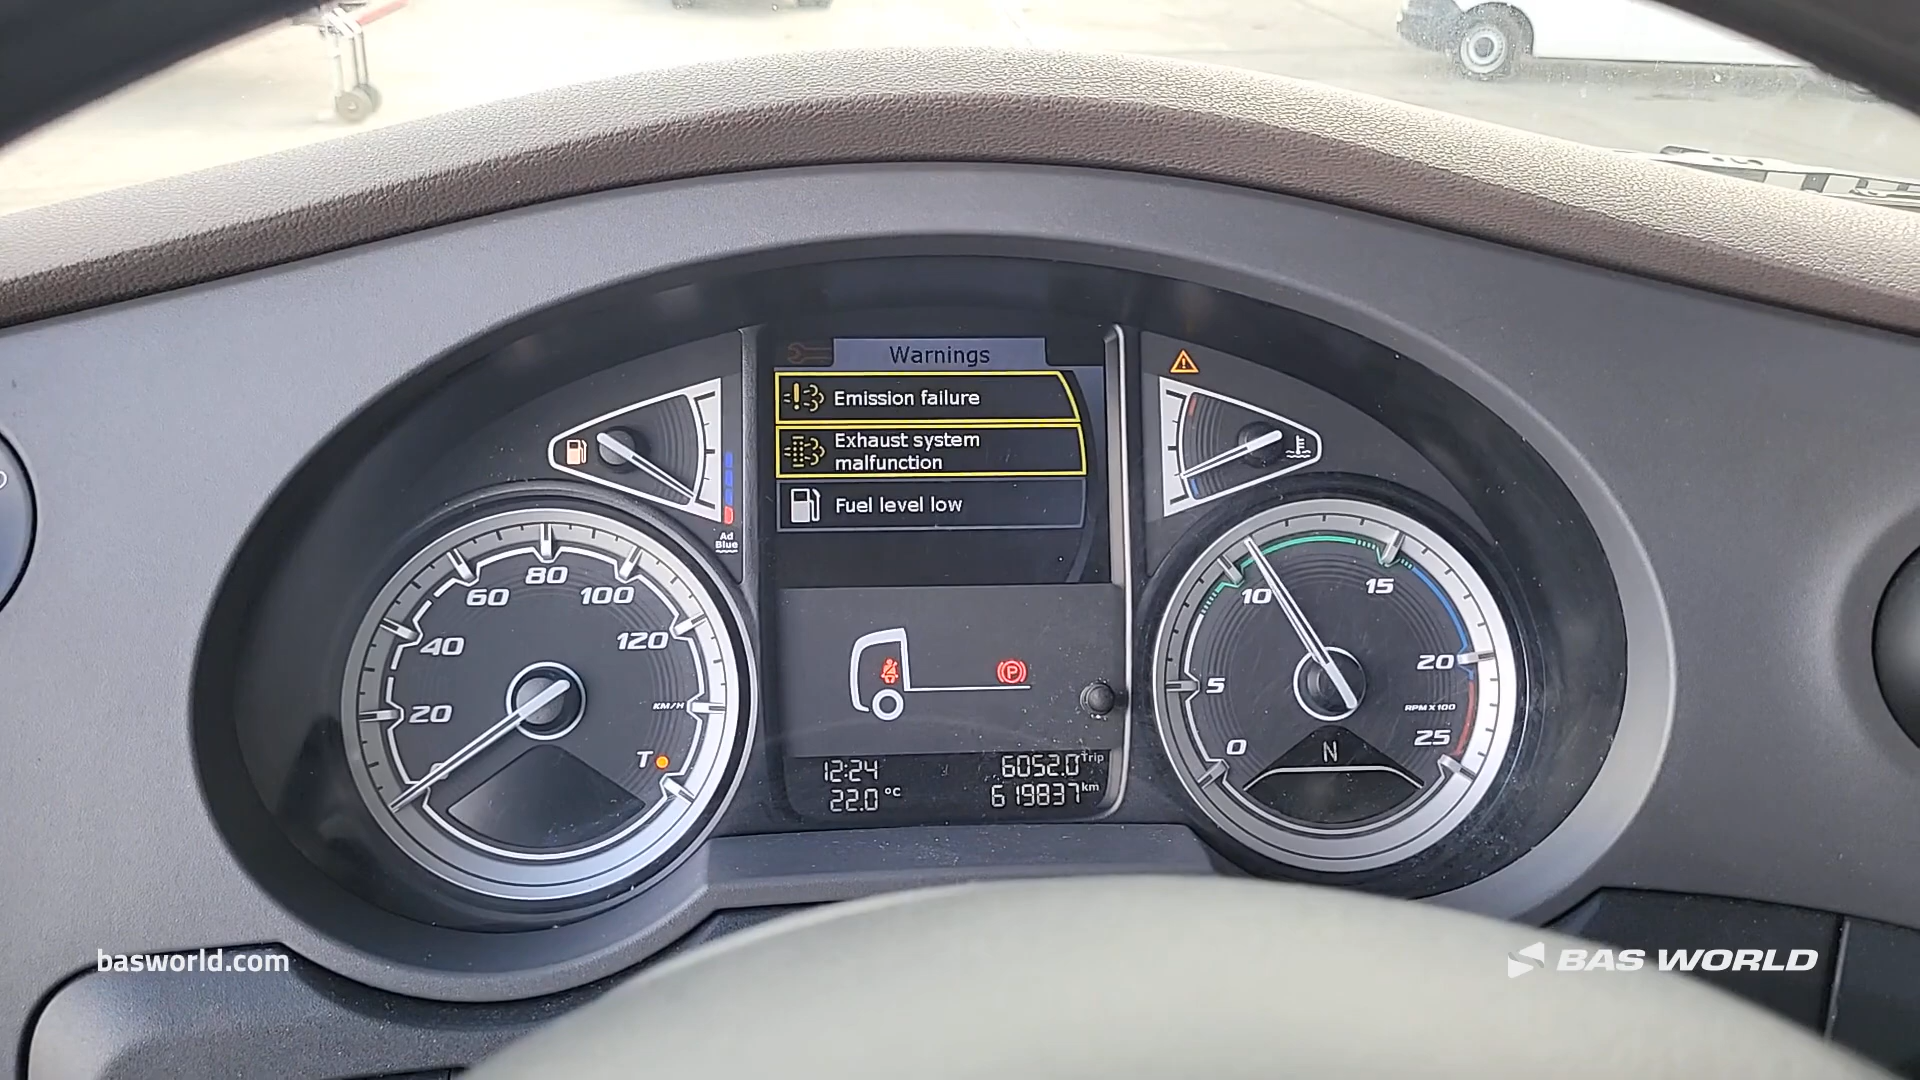 Warnings
Emission failure
Exhaust system
malfunction
Fuel level low
Ad
Blue
20
40
60
80
100
120
KM/H
T
12:24
22.0 °C
6052.0 Trip
619837 km
P
0
5
10
15
20
25
RPM X 100
N
basworld.com
BAS WORLD